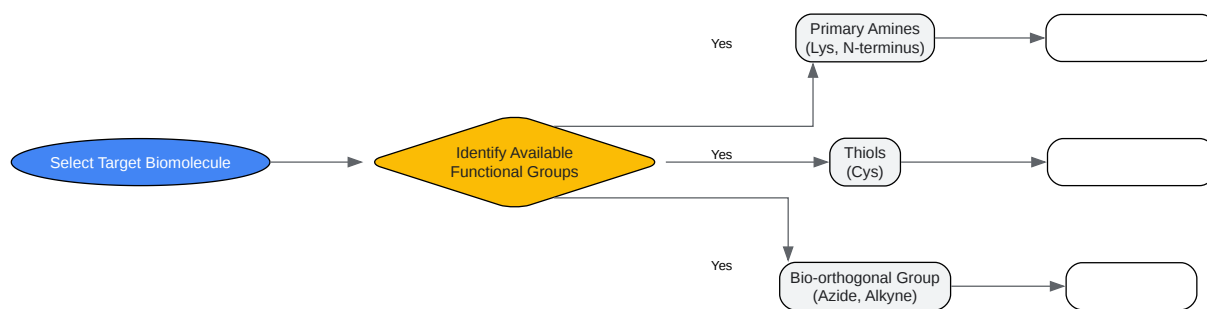 Select Target Biomolecule
Identify Available
Functional Groups
Yes
Primary Amines
(Lys, N-terminus)
Yes
Thiols
(Cys)
Yes
Bio-orthogonal Group
(Azide, Alkyne)